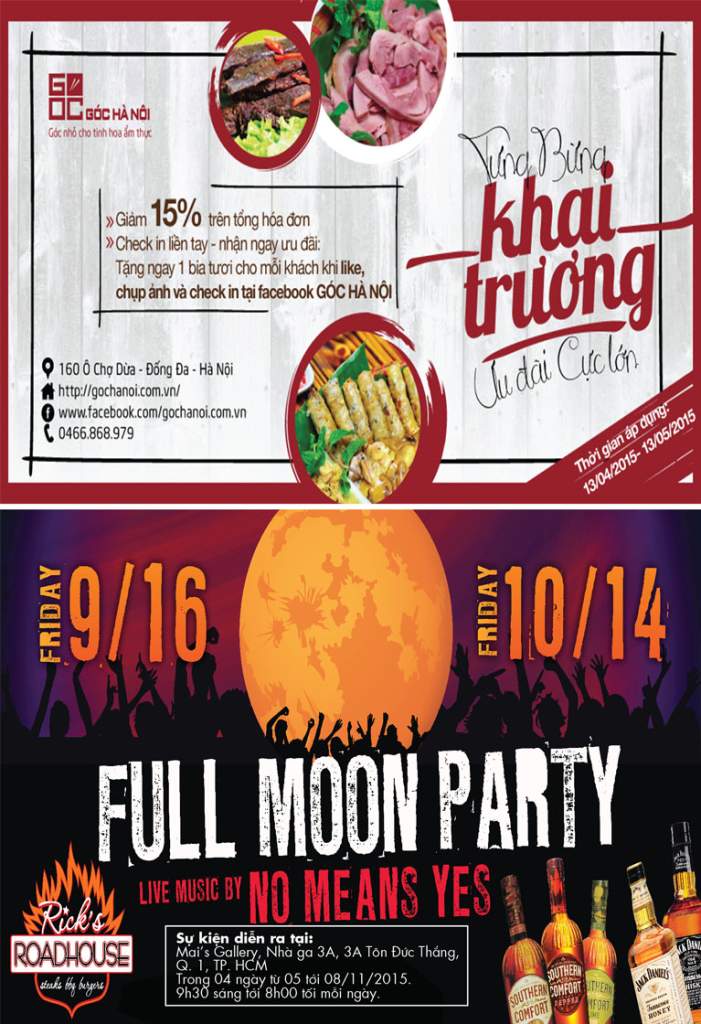 GÓC HÀ NỘI
Góc nhỏ cho tinh hoa ẩm thực
Tưng Bừng
khai
trương
Ưu đãi Cực lớn
» Giảm 15% trên tổng hóa đơn
» Check in liền tay - nhận ngay ưu đãi:
Tặng ngay 1 bia tươi cho mỗi khách khi like,
chụp ảnh và check in tại facebook GÓC HÀ NỘI
160 Ô Chợ Dừa - Đống Đa - Hà Nội
http://gochanoi.com.vn/
www.facebook.com/gochanoi.com.vn
0466.868.979
Thời gian áp dụng:
13/04/2015- 13/05/2015
FRIDAY 9/16
FRIDAY 10/14
FULL MOON PARTY
LIVE MUSIC BY NO MEANS YES
Rick's
ROADHOUSE
steaks bbq burgers
Sự kiện diễn ra tại:
Mai's Gallery, Nhà ga 3A, 3A Tôn Đức Thắng,
Q. 1, TP. HCM
Trong 04 ngày từ 05 tới 08/11/2015.
9h30 sáng tới 8h00 tối mỗi ngày.
SOUTHERN
COMFORT
SOUTHERN
COMFORT
PEPPER
SOUTHERN
COMFORT
LIME
JACK DANIEL'S
Tennessee
HONEY
JACK DANIEL'S